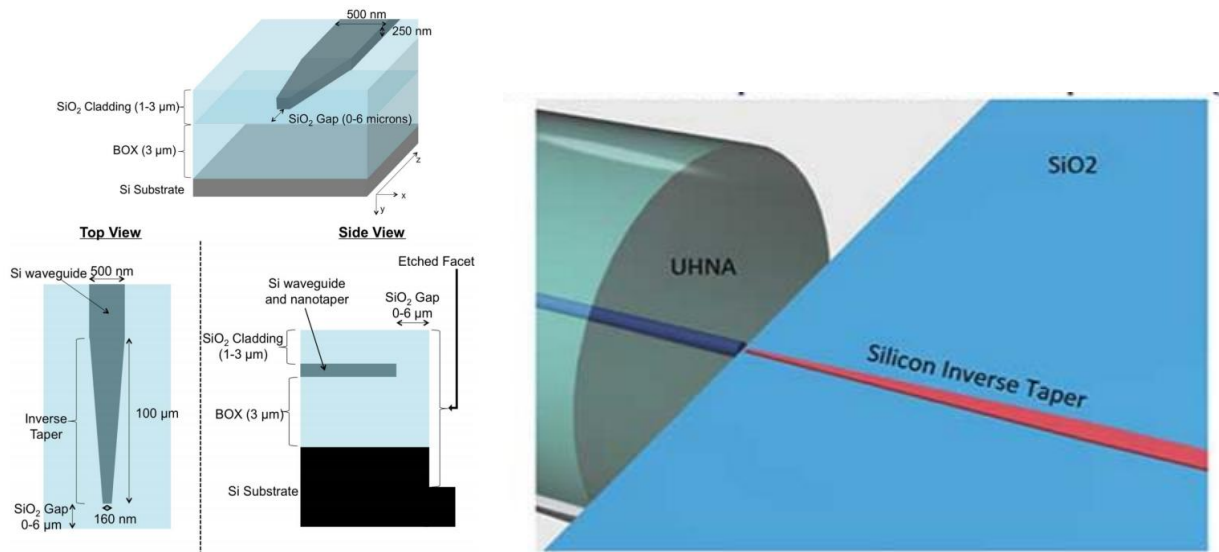 500 nm
250 nm
SiO₂ Cladding (1-3 µm)
SiO₂ Gap (0-6 microns)
BOX (3 µm)
z
Si Substrate
x
y
Top View
Side View
Si waveguide
500 nm
Etched Facet
Si waveguide
and nanotaper
SiO₂ Gap
0-6 µm
SiO₂ Cladding
(1-3 µm)
Inverse
Taper
100 µm
BOX (3 µm)
Si Substrate
SiO₂ Gap
0-6 µm
160 nm
UHNA
SiO2
Silicon Inverse Taper